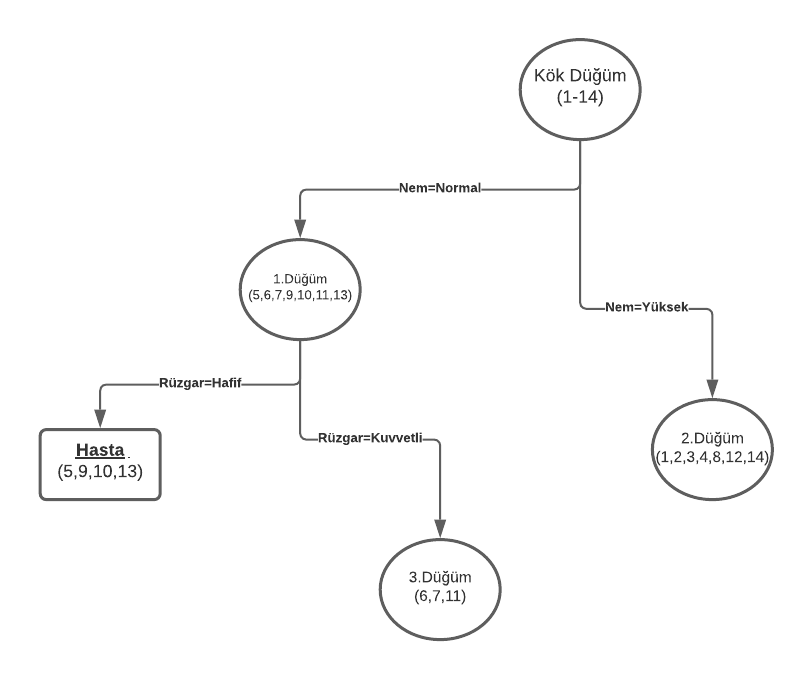 Kök Düğüm
(1-14)
Nem=Normal
1.Düğüm
(5,6,7,9,10,11,13)
Nem=Yüksek
Rüzgar=Hafif
Rüzgar=Kuvvetli
Hasta .
(5,9,10,13)
2.Düğüm
(1,2,3,4,8,12,14)
3.Düğüm
(6,7,11)